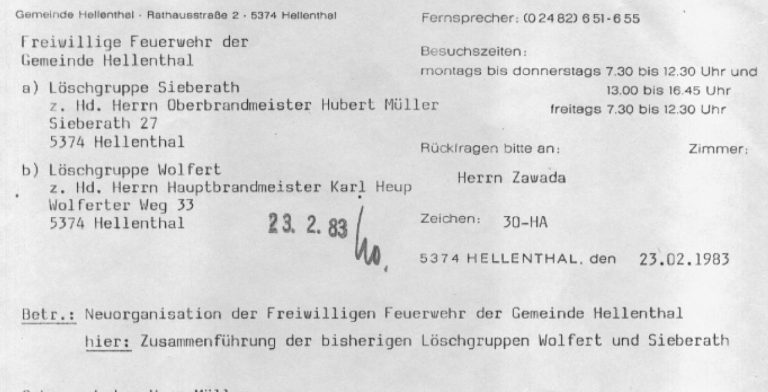 Gemeinde Hellenthal · Rathausstraße 2 · 5374 Hellenthal
Freiwillige Feuerwehr der
Gemeinde Hellenthal
a) Löschgruppe Sieberath
z. Hd. Herrn Oberbrandmeister Hubert Müller
Sieberath 27
5374 Hellenthal
b) Löschgruppe Wolfert
z. Hd. Herrn Hauptbrandmeister Karl Heup
Wolferter Weg 33
5374 Hellenthal
23. 2. 83
Fernsprecher: (0 24 82) 6 51 - 6 55
Besuchszeiten:
montags bis donnerstags 7.30 bis 12.30 Uhr und
13.00 bis 16.45 Uhr
freitags 7.30 bis 12.30 Uhr
Rückfragen bitte an: Zimmer:
Herrn Zawada
Zeichen: 30-HA
5374 HELLENTHAL, den 23.02.1983
Betr.: Neuorganisation der Freiwilligen Feuerwehr der Gemeinde Hellenthal
hier: Zusammenführung der bisherigen Löschgruppen Wolfert und Sieberath